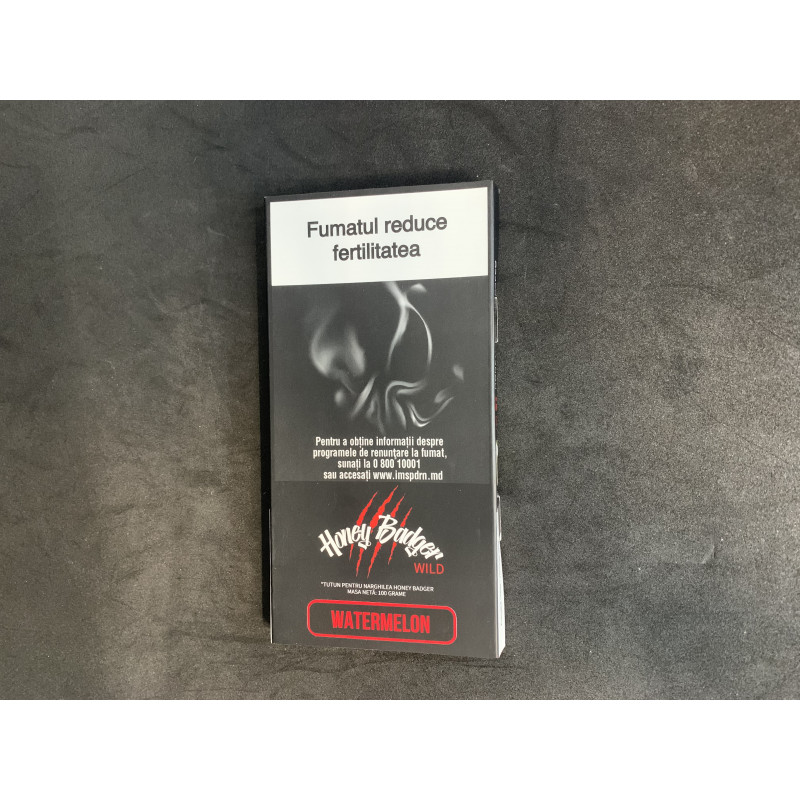 Fumatul reduce
fertilitatea
Pentru a obține informații despre
programele de renunțare la fumat,
sunați la 0 800 10001
sau accesați www.imspdrn.md
Honey Badger
WILD
*TUTUN PENTRU NARGHILEA HONEY BADGER
MASA NETĂ: 100 GRAME
WATERMELON